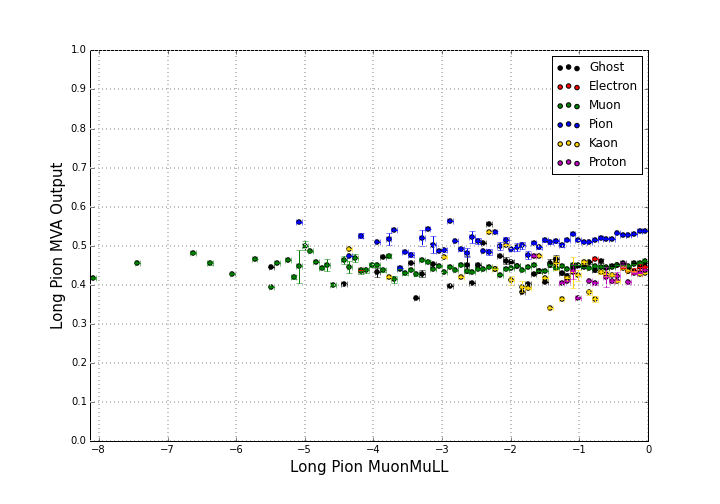 1.0
0.9
0.8
0.7
0.6
0.5
0.4
0.3
0.2
0.1
0.0
Long Pion MVA Output
Ghost
Electron
Muon
Pion
Kaon
Proton
−8 −7 −6 −5 −4 −3 −2 −1 0
Long Pion MuonMuLL